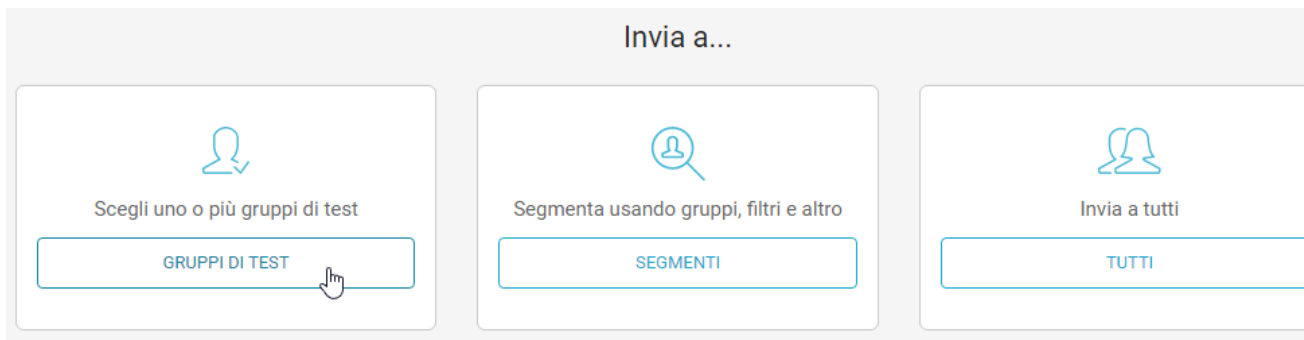 Invia a...
Scegli uno o più gruppi di test
GRUPPI DI TEST
Segmenta usando gruppi, filtri e altro
SEGMENTI
Invia a tutti
TUTTI